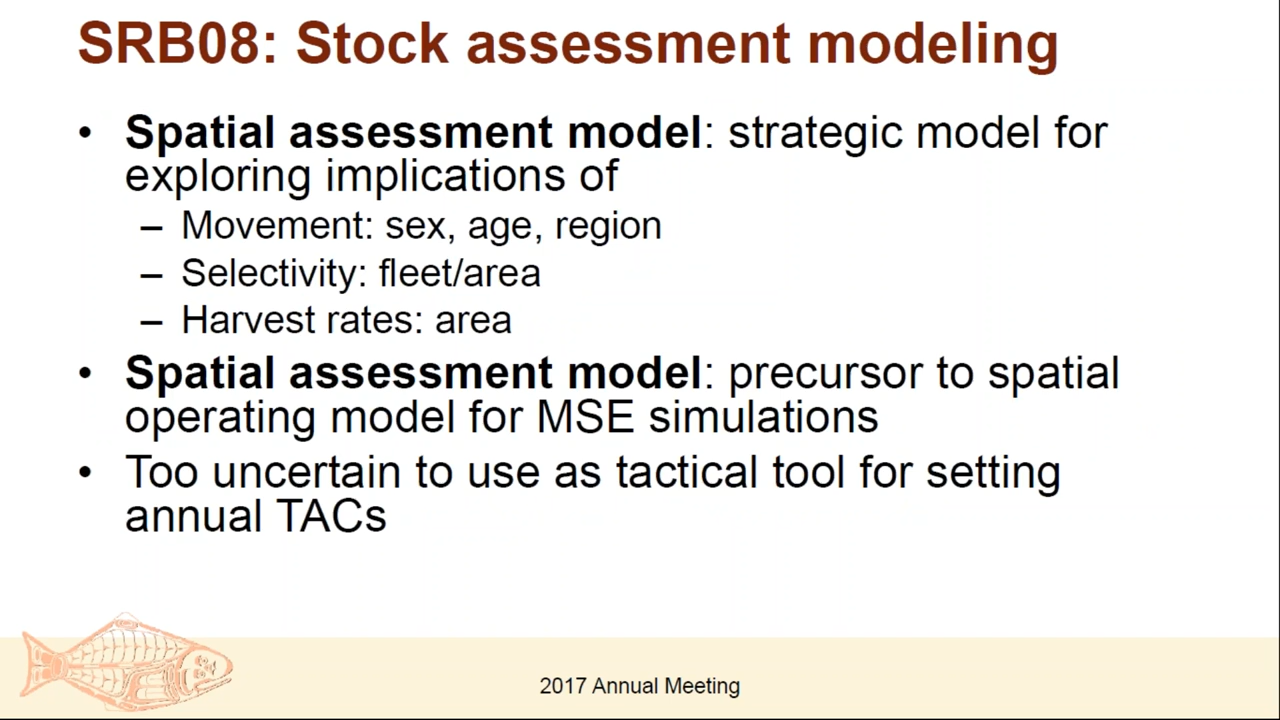 SRB08: Stock assessment modeling
• Spatial assessment model: strategic model for
exploring implications of
– Movement: sex, age, region
– Selectivity: fleet/area
– Harvest rates: area
• Spatial assessment model: precursor to spatial
operating model for MSE simulations
• Too uncertain to use as tactical tool for setting
annual TACs
2017 Annual Meeting